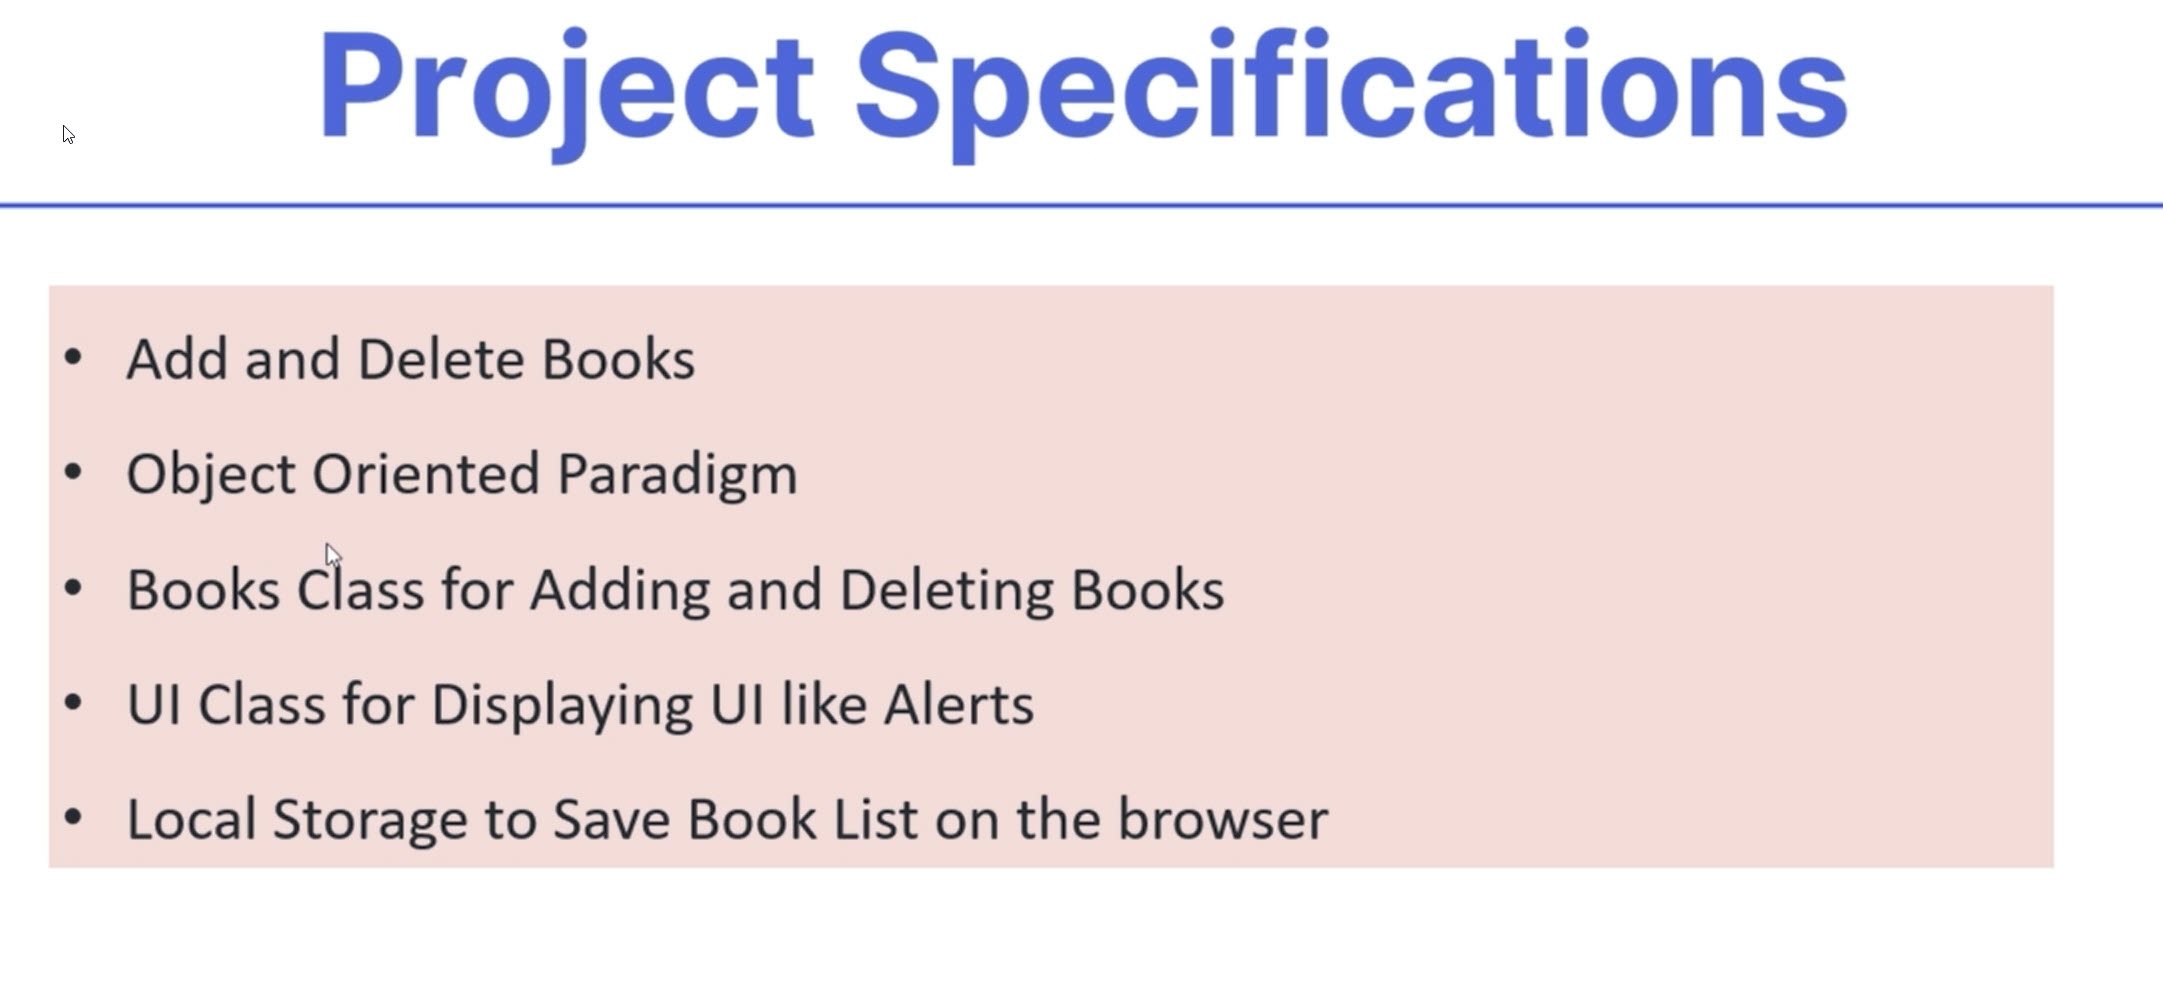 Project Specifications
• Add and Delete Books
• Object Oriented Paradigm
• Books Class for Adding and Deleting Books
• UI Class for Displaying UI like Alerts
• Local Storage to Save Book List on the browser